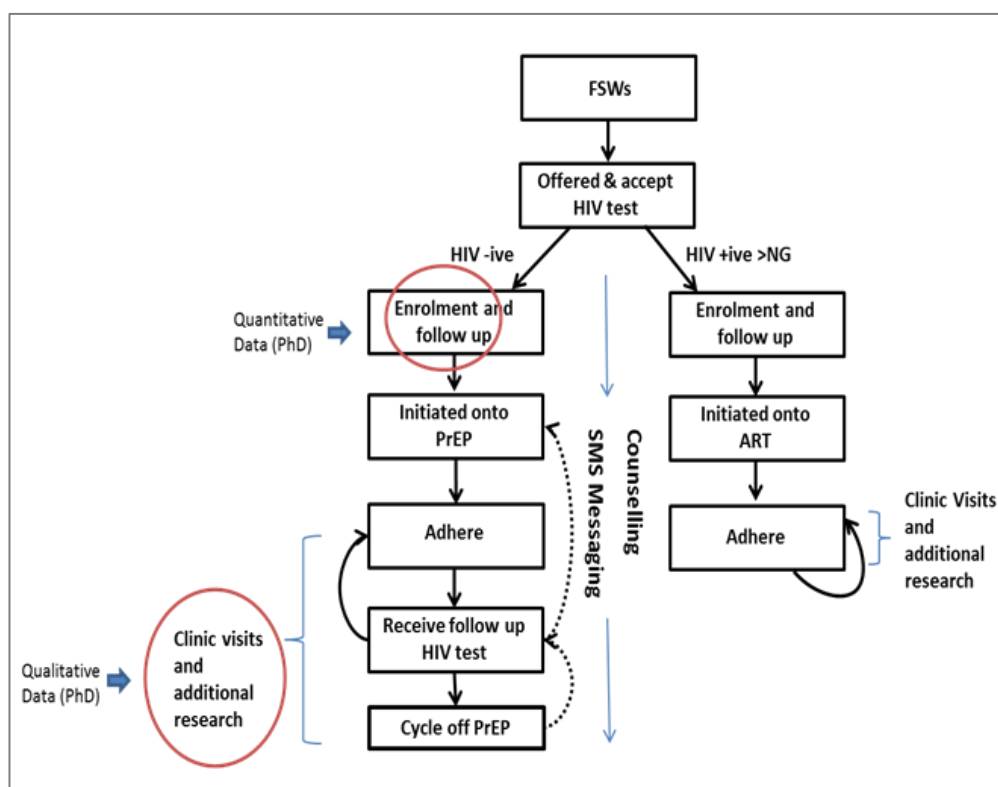 FSWs
Offered & accept
HIV test
HIV -ive
HIV +ive >NG
Enrolment and
follow up
Quantitative
Data (PhD)
Enrolment and
follow up
Initiated onto
PrEP
Initiated onto
ART
Counselling
SMS Messaging
Adhere
Adhere
Clinic Visits
and
additional
research
Receive follow up
HIV test
Clinic visits
and
additional
research
Qualitative
Data (PhD)
Cycle off PrEP